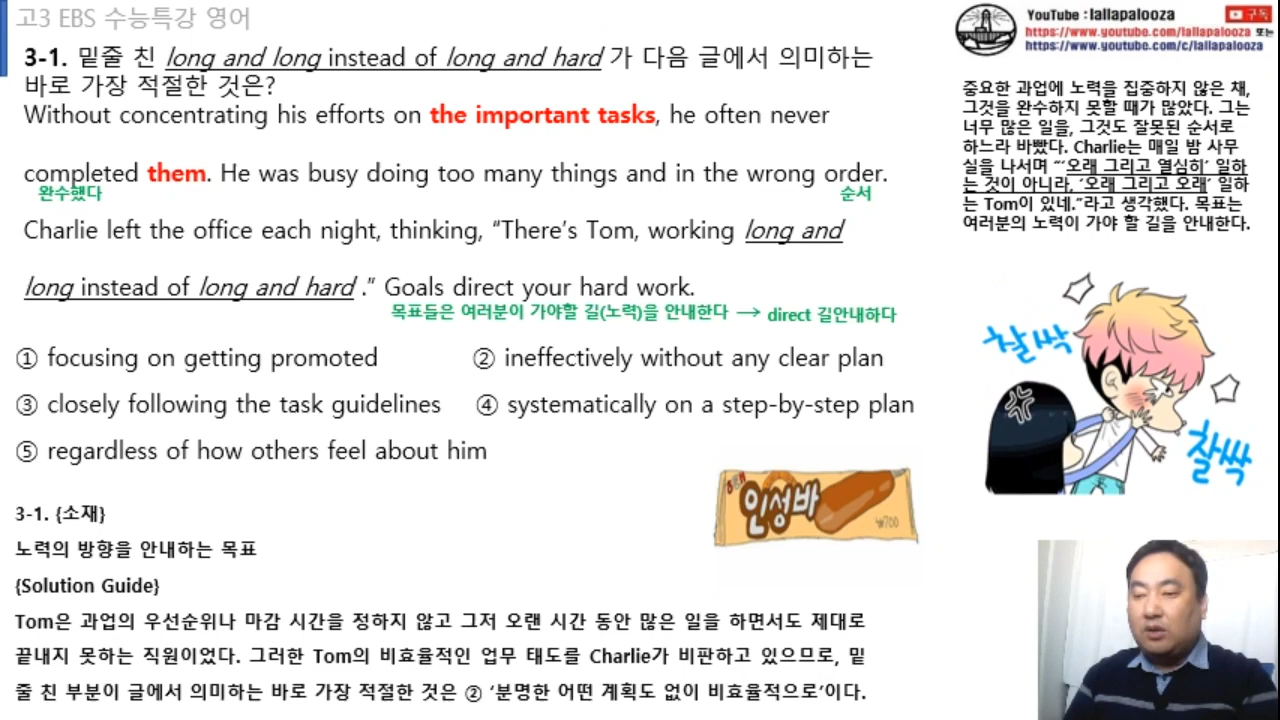 고3 EBS 수능특강 영어
YouTube : lallapalooza
구독
https://www.youtube.com/lallapalooza 또는
https://www.youtube.com/c/lallapalooza
3-1. 밑줄 친 long and long instead of long and hard 가 다음 글에서 의미하는
바로 가장 적절한 것은?
Without concentrating his efforts on the important tasks, he often never
completed them. He was busy doing too many things and in the wrong order.
완수했다
순서
Charlie left the office each night, thinking, “There’s Tom, working long and
long instead of long and hard .” Goals direct your hard work.
목표들은 여러분이 가야할 길(노력)을 안내한다 → direct 길안내하다
① focusing on getting promoted
② ineffectively without any clear plan
③ closely following the task guidelines
④ systematically on a step-by-step plan
⑤ regardless of how others feel about him
중요한 과업에 노력을 집중하지 않은 채,
그것을 완수하지 못할 때가 많았다. 그는
너무 많은 일을, 그것도 잘못된 순서로
하느라 바빴다. Charlie는 매일 밤 사무
실을 나서며 “‘오래 그리고 열심히’ 일하
는 것이 아니라, ‘오래 그리고 오래’ 일하
는 Tom이 있네.”라고 생각했다. 목표는
여러분의 노력이 가야 할 길을 안내한다.
찰싹
찰싹
인성바
₩700
3-1. {소재}
노력의 방향을 안내하는 목표
{Solution Guide}
Tom은 과업의 우선순위나 마감 시간을 정하지 않고 그저 오랜 시간 동안 많은 일을 하면서도 제대로
끝내지 못하는 직원이었다. 그러한 Tom의 비효율적인 업무 태도를 Charlie가 비판하고 있으므로, 밑
줄 친 부분이 글에서 의미하는 바로 가장 적절한 것은 ② ‘분명한 어떤 계획도 없이 비효율적으로’이다.